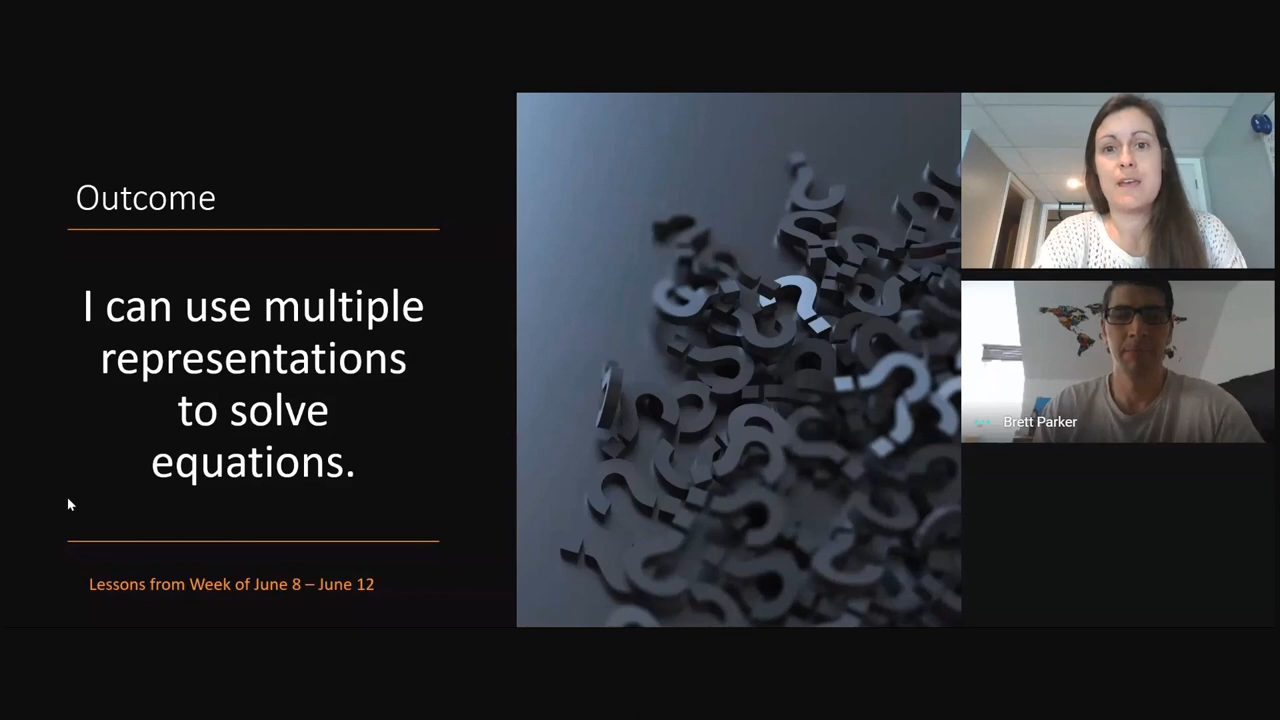 Outcome
I can use multiple
representations
to solve
equations.
Lessons from Week of June 8 – June 12
Brett Parker